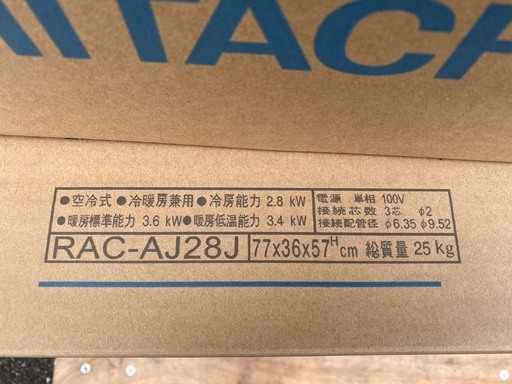 HITACHI
●空冷式●冷暖房兼用●冷房能力 2.8 kW
●暖房標準能力 3.6 kW●暖房低温能力 3.4 kW
電源 単相 100V
接続芯数 3芯 φ2
接続配管径 φ6.35 φ9.52
RAC-AJ28J
77x36x57ᴴcm 総質量 25kg